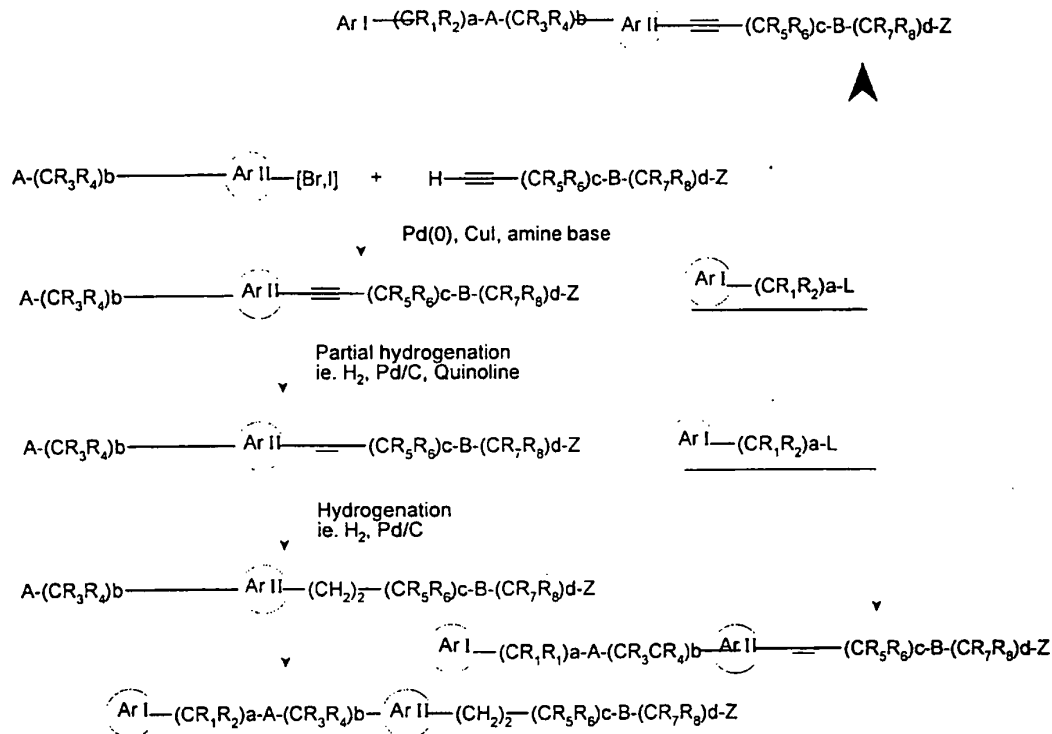 Ar I—(CR₁R₂)a-A-(CR₃R₄)b—Ar II—≡—(CR₅R₆)c-B-(CR₇R₈)d-Z
A-(CR₃R₄)b—Ar II—[Br,I] + H—≡—(CR₅R₆)c-B-(CR₇R₈)d-Z
Pd(0), CuI, amine base
A-(CR₃R₄)b—Ar II—≡—(CR₅R₆)c-B-(CR₇R₈)d-Z
Ar I—(CR₁R₂)a-L
Partial hydrogenation
ie. H₂, Pd/C, Quinoline
A-(CR₃R₄)b—Ar II—=—(CR₅R₆)c-B-(CR₇R₈)d-Z
Ar I—(CR₁R₂)a-L
Hydrogenation
ie. H₂, Pd/C
A-(CR₃R₄)b—Ar II—(CH₂)₂—(CR₅R₆)c-B-(CR₇R₈)d-Z
Ar I—(CR₁R₁)a-A-(CR₃CR₄)b—Ar II—=—(CR₅R₆)c-B-(CR₇R₈)d-Z
Ar I—(CR₁R₂)a-A-(CR₃R₄)b—Ar II—(CH₂)₂—(CR₅R₆)c-B-(CR₇R₈)d-Z